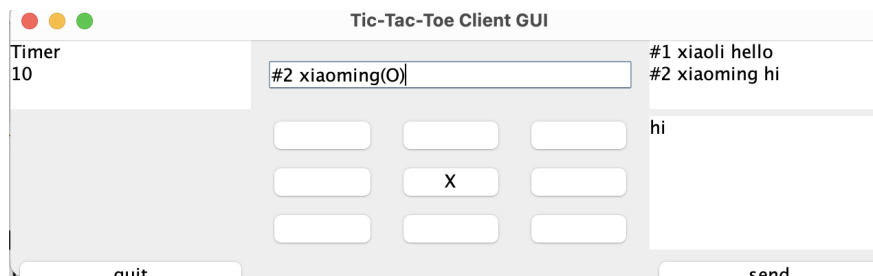 Tic-Tac-Toe Client GUI
Timer
10
#2 xiaoming(O)
#1 xiaoli hello
#2 xiaoming hi
hi
X
quit
send